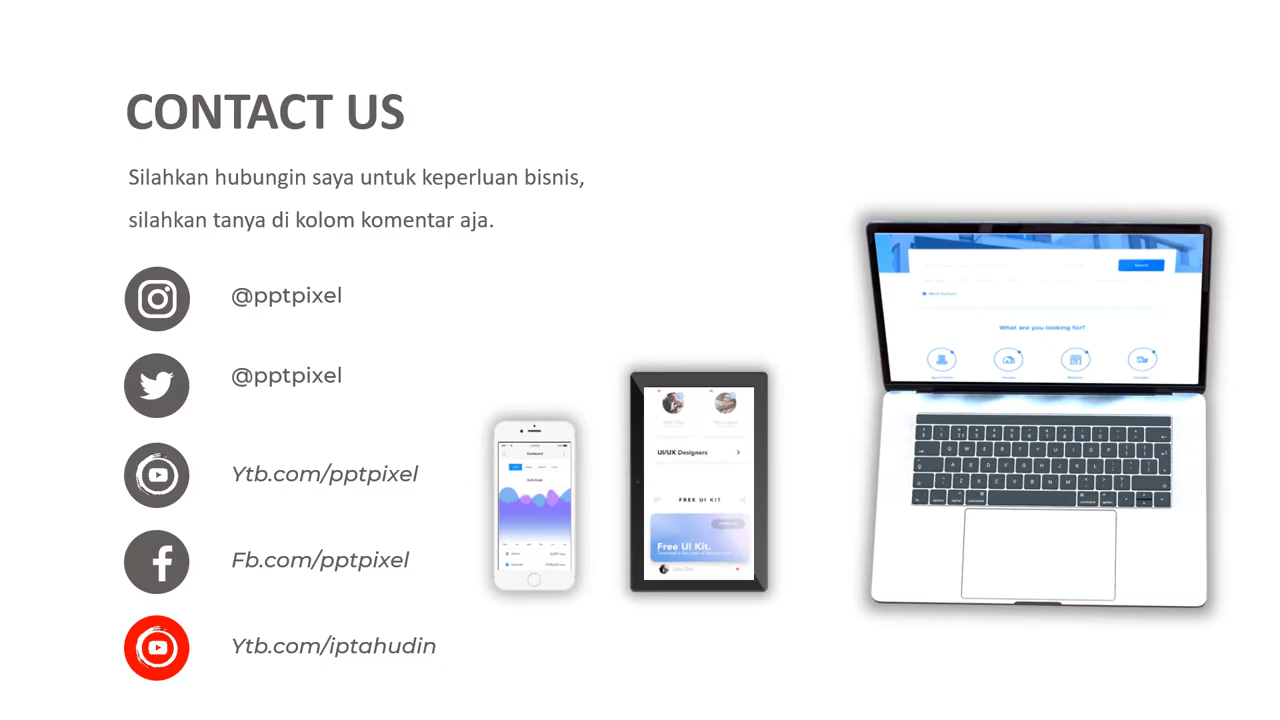 CONTACT US
Silahkan hubungin saya untuk keperluan bisnis,
silahkan tanya di kolom komentar aja.
@pptpixel
@pptpixel
Ytb.com/pptpixel
Fb.com/pptpixel
Ytb.com/iptahudin
Dashboard
UI/UX Designers
FREE UI KIT
Free UI Kit.
What are you looking for?